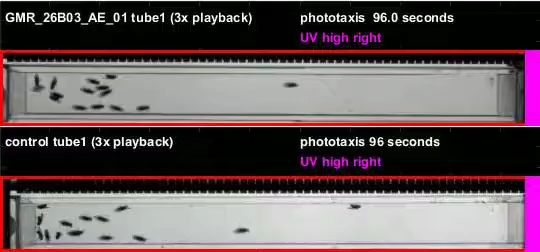 GMR_26B03_AE_01 tube1 (3x playback) phototaxis 96.0 seconds
UV high right
control tube1 (3x playback) phototaxis 96 seconds
UV high right